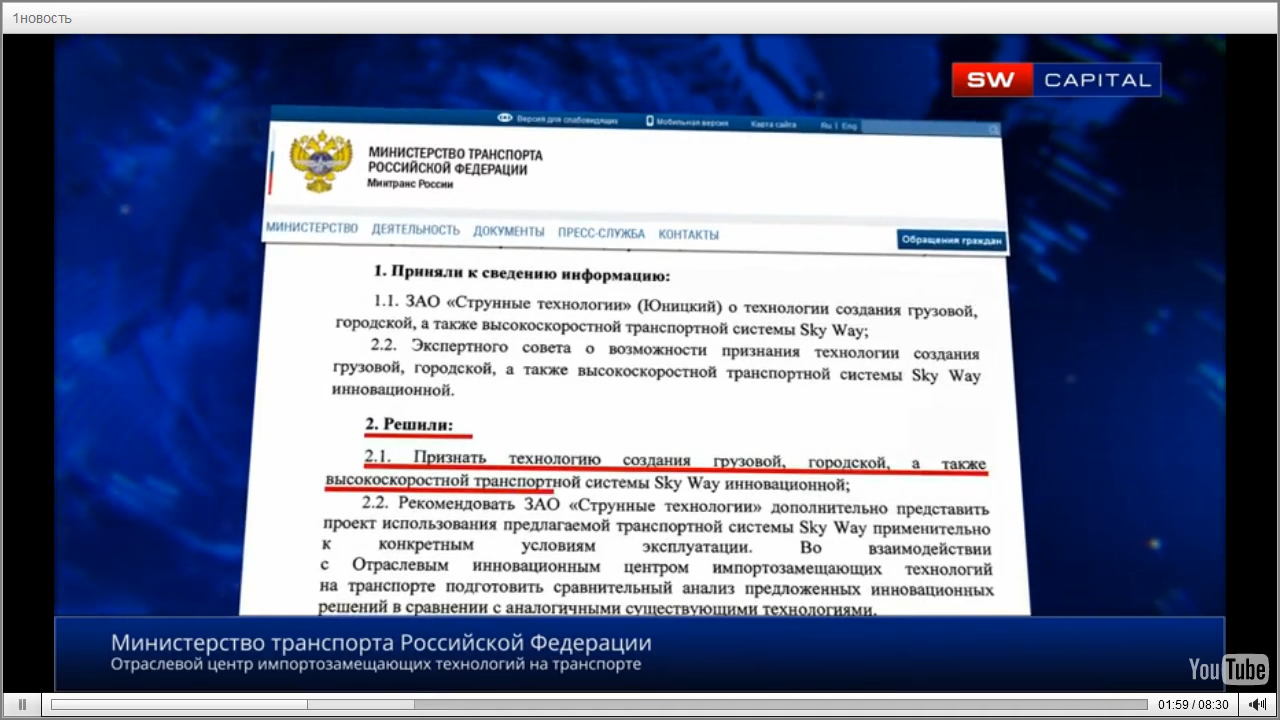 1новость
SW CAPITAL
Версия для слабовидящих Мобильная версия Карта сайта Ru | Eng
МИНИСТЕРСТВО ТРАНСПОРТА
РОССИЙСКОЙ ФЕДЕРАЦИИ
Минтранс России
МИНИСТЕРСТВО ДЕЯТЕЛЬНОСТЬ ДОКУМЕНТЫ ПРЕСС-СЛУЖБА КОНТАКТЫ
Обращения граждан
1. Приняли к сведению информацию:
1.1. ЗАО «Струнные технологии» (Юницкий) о технологии создания грузовой,
городской, а также высокоскоростной транспортной системы Sky Way;
2.2. Экспертного совета о возможности признания технологии создания
грузовой, городской, а также высокоскоростной транспортной системы Sky Way
инновационной.
2. Решили:
2.1. Признать технологию создания грузовой, городской, а также
высокоскоростной транспортной системы Sky Way инновационной;
2.2. Рекомендовать ЗАО «Струнные технологии» дополнительно представить
проект использования предлагаемой транспортной системы Sky Way применительно
к конкретным условиям эксплуатации. Во взаимодействии
с Отраслевым инновационным центром импортозамещающих технологий
на транспорте подготовить сравнительный анализ предложенных инновационных
решений в сравнении с аналогичными существующими технологиями.
Министерство транспорта Российской Федерации
Отраслевой центр импортозамещающих технологий на транспорте
YouTube
01:59 / 08:30